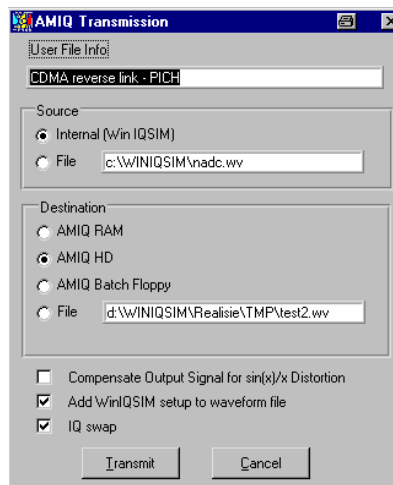 AMIQ Transmission
User File Info
CDMA reverse link - PICH
Source
Internal (Win IQSIM)
File c:\WINIQSIM\nadc.wv
Destination
AMIQ RAM
AMIQ HD
AMIQ Batch Floppy
File d:\WINIQSIM\Realisie\TMP\test2.wv
Compensate Output Signal for sin(x)/x Distortion
Add WinIQSIM setup to waveform file
IQ swap
Transmit Cancel